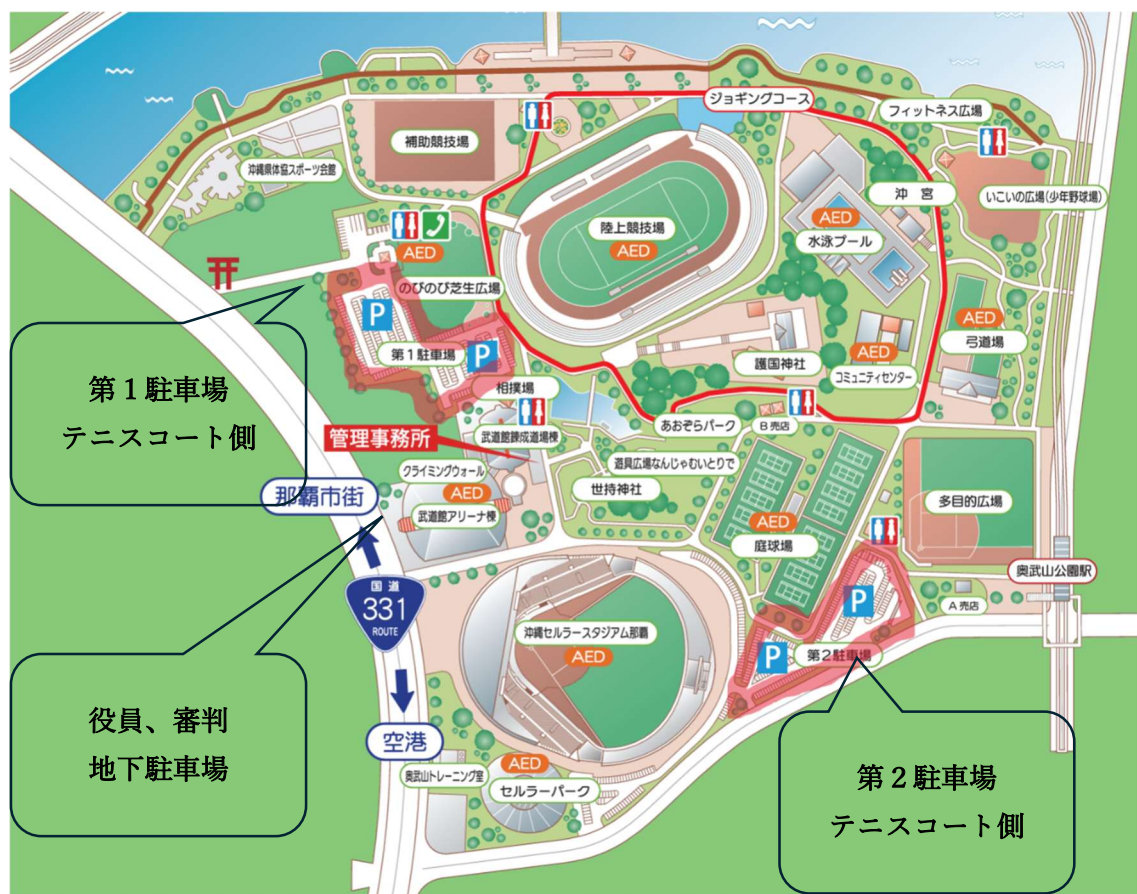 ジョギングコース
フィットネス広場
補助競技場
沖縄県体協スポーツ会館
沖宮
いこいの広場(少年野球場)
AED
水泳プール
陸上競技場
AED
AED
のびのび芝生広場
P
第1駐車場
P
AED
弓道場
護国神社
AED
コミュニティセンター
第１駐車場
テニスコート側
相撲場
あおぞらパーク
B売店
管理事務所
武道館錬成道場棟
クライミングウォール
AED
武道館アリーナ棟
遊具広場なんじゃむいとりで
世持神社
那覇市街
多目的広場
AED
庭球場
奥武山公園駅
A売店
国道
331
ROUTE
沖縄セルラースタジアム那覇
AED
P
P
第2駐車場
役員、審判
地下駐車場
空港
奥武山トレーニング室
AED
セルラーパーク
第２駐車場
テニスコート側